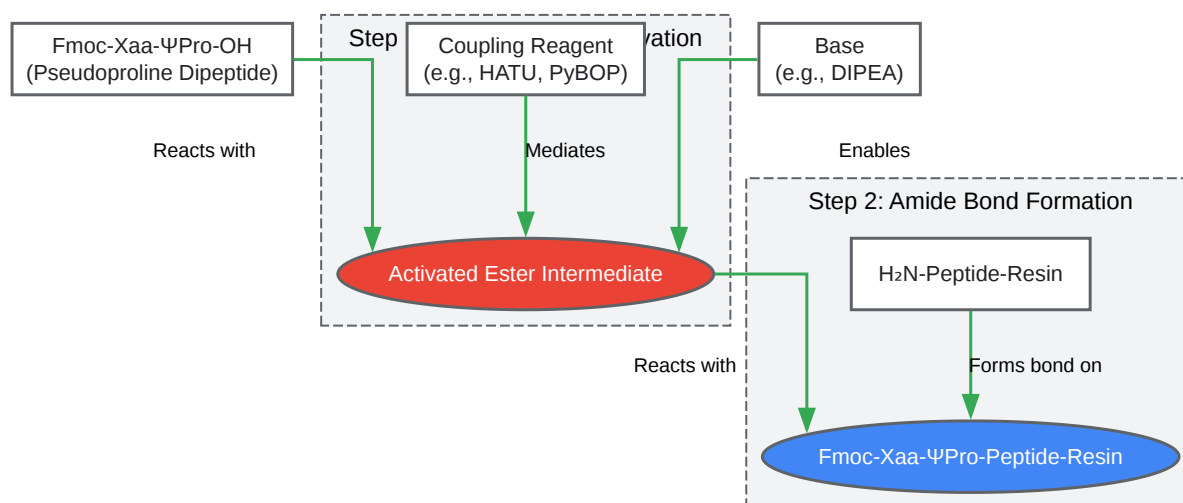 Fmoc-Xaa-ΨPro-OH
(Pseudoproline Dipeptide)
Step
vation
Coupling Reagent
(e.g., HATU, PyBOP)
Base
(e.g., DIPEA)
Reacts with
Mediates
Enables
Step 2: Amide Bond Formation
Activated Ester Intermediate
H₂N-Peptide-Resin
Reacts with
Forms bond on
Fmoc-Xaa-ΨPro-Peptide-Resin